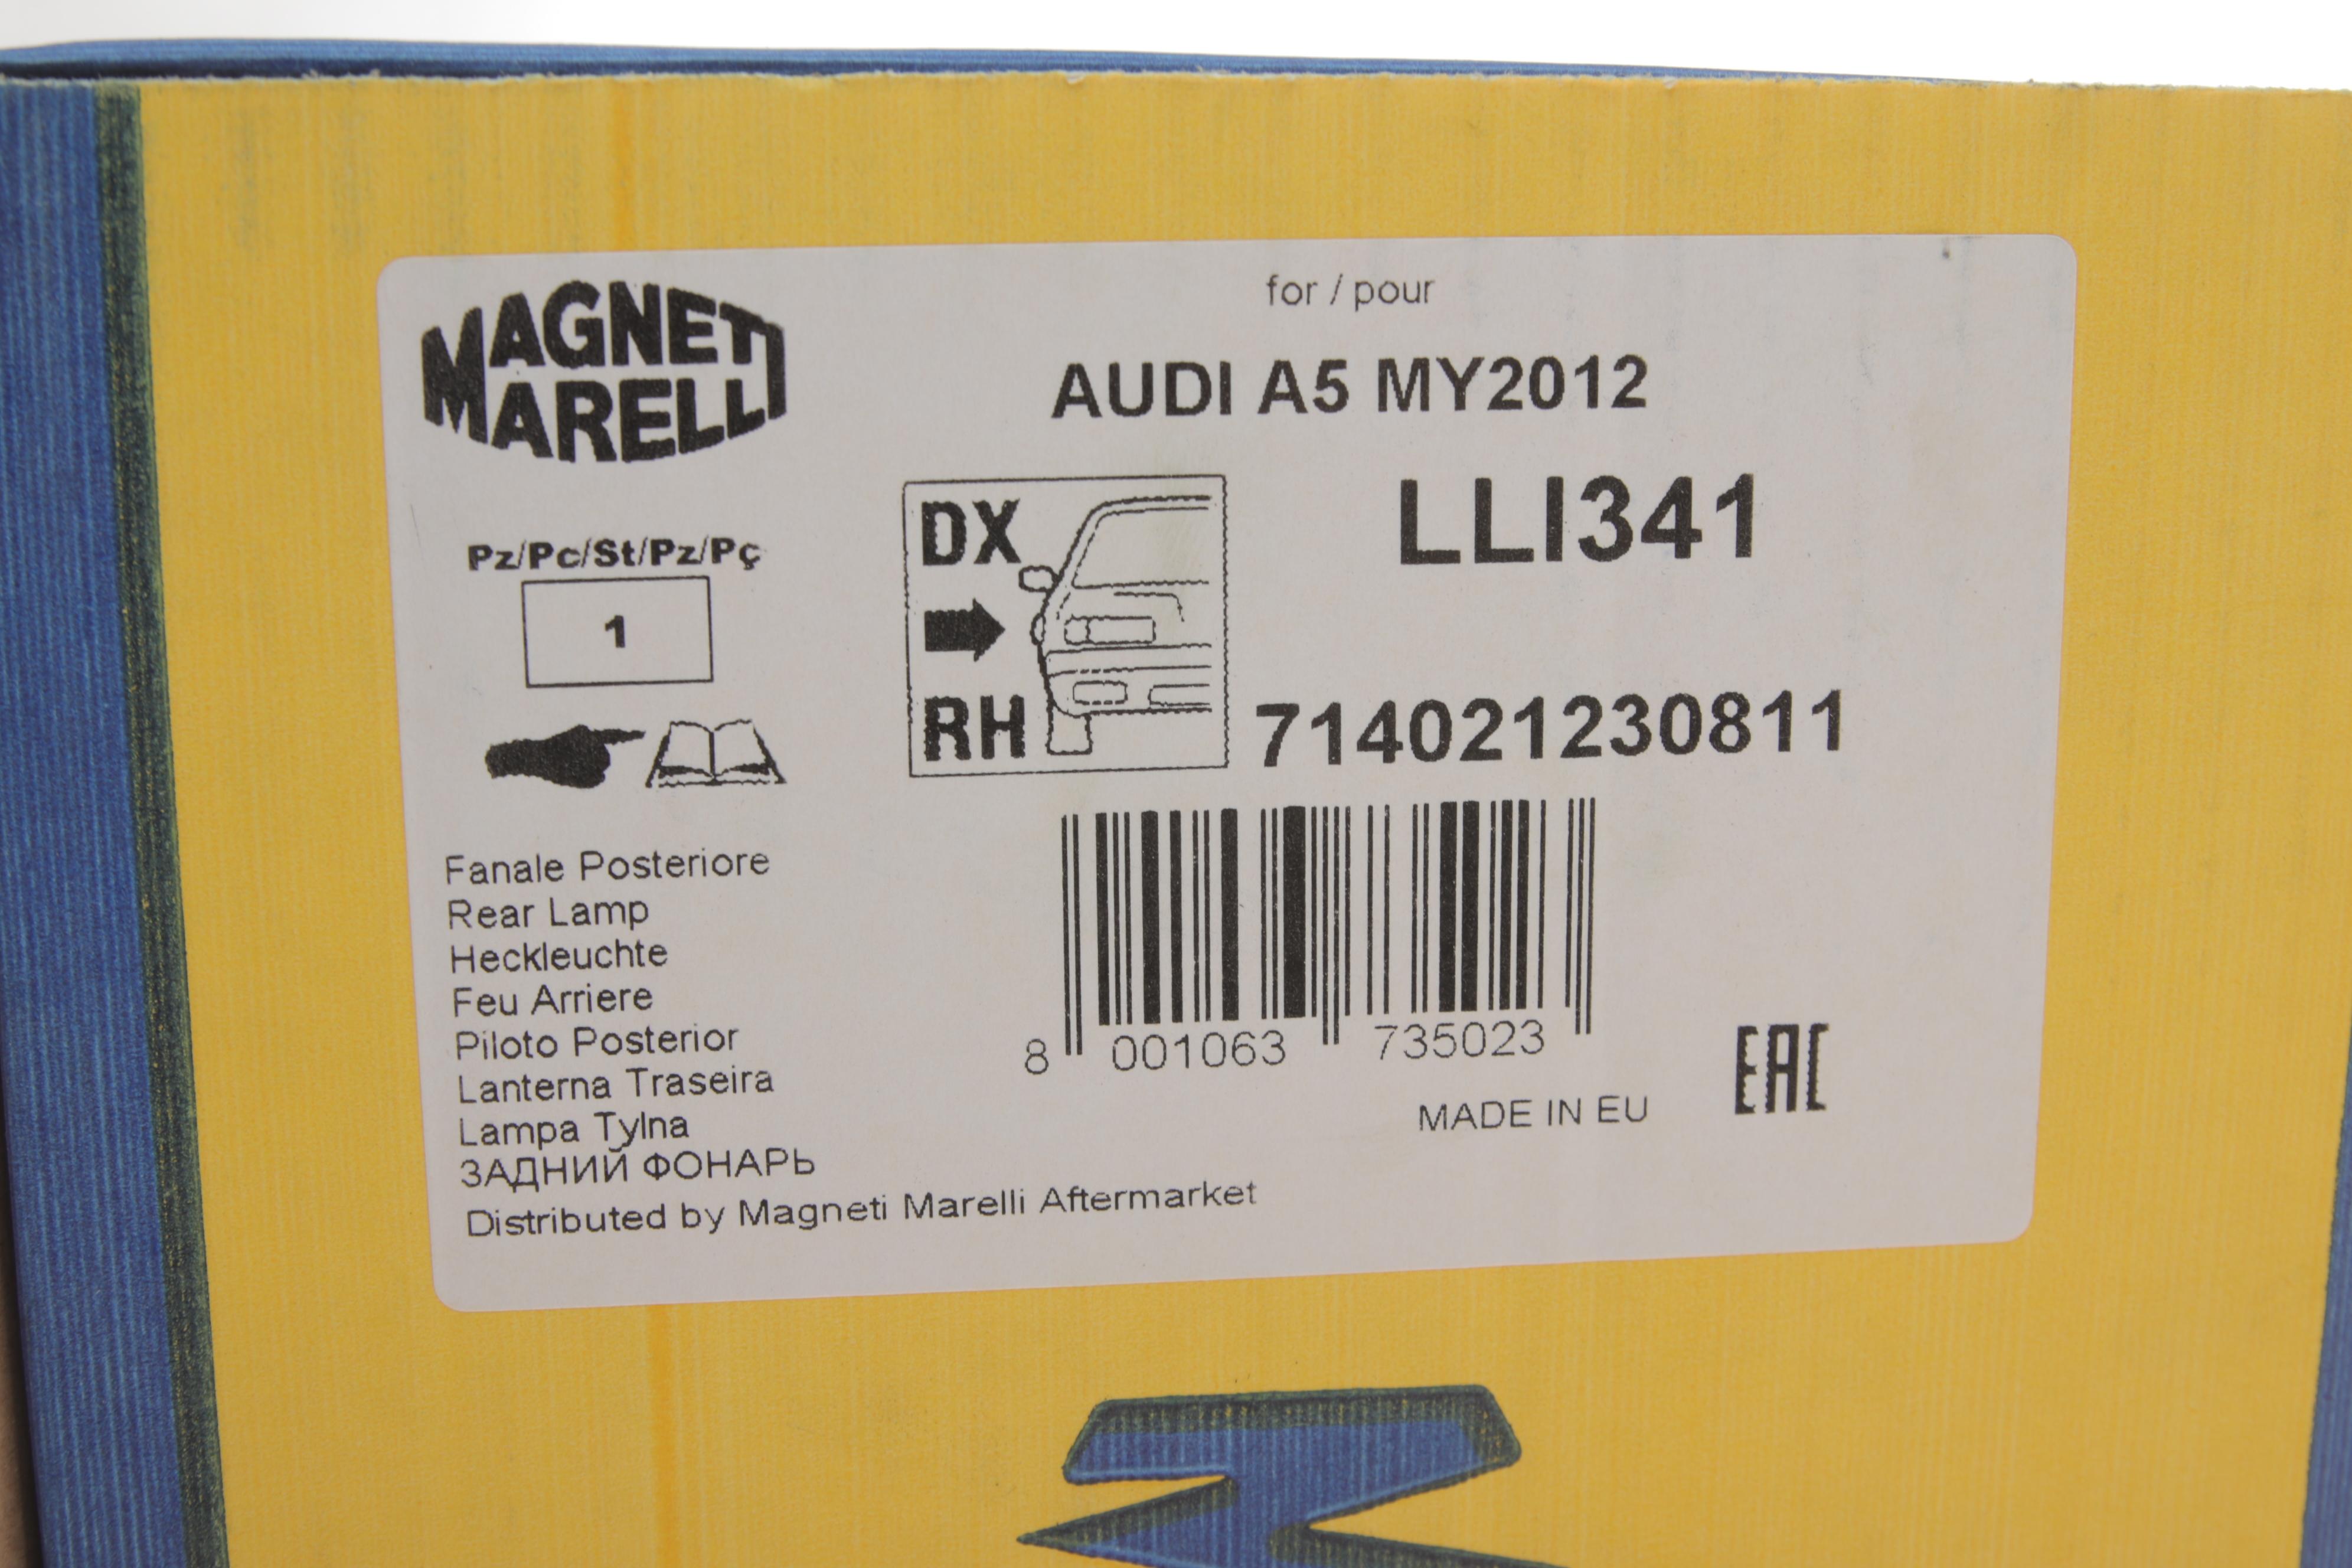 MAGNETI
MARELLI
for / pour
AUDI A5 MY2012
LLI341
Pz/Pc/St/Pz/Pç
1
DX
RH
714021230811
Fanale Posteriore
Rear Lamp
Heckleuchte
Feu Arriere
Piloto Posterior
Lanterna Traseira
Lampa Tylna
ЗАДНИЙ ФОНАРЬ
8 001063 735023
MADE IN EU
EAC
Distributed by Magneti Marelli Aftermarket